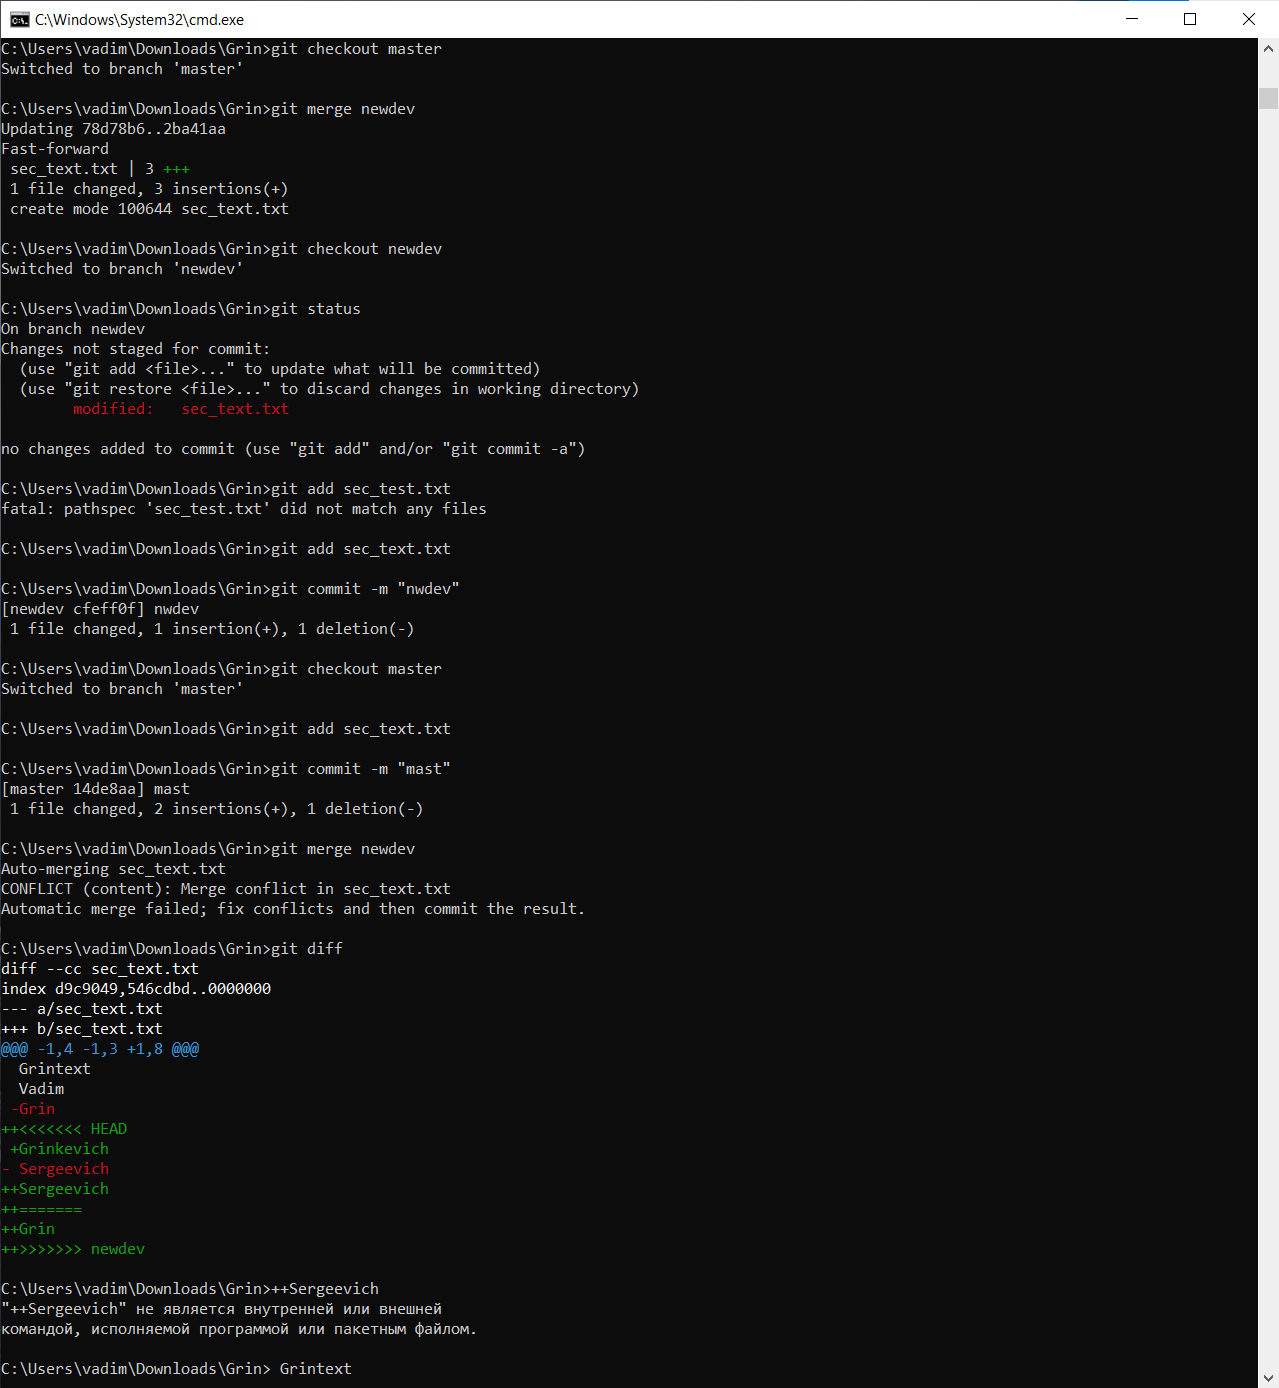 C:\Windows\System32\cmd.exe
C:\Users\vadim\Downloads\Grin>git checkout master
Switched to branch 'master'
C:\Users\vadim\Downloads\Grin>git merge newdev
Updating 78d78b6..2ba41aa
Fast-forward
 sec_text.txt | 3 +++
 1 file changed, 3 insertions(+)
 create mode 100644 sec_text.txt
C:\Users\vadim\Downloads\Grin>git checkout newdev
Switched to branch 'newdev'
C:\Users\vadim\Downloads\Grin>git status
On branch newdev
Changes not staged for commit:
  (use "git add <file>..." to update what will be committed)
  (use "git restore <file>..." to discard changes in working directory)
        modified:   sec_text.txt
no changes added to commit (use "git add" and/or "git commit -a")
C:\Users\vadim\Downloads\Grin>git add sec_test.txt
fatal: pathspec 'sec_test.txt' did not match any files
C:\Users\vadim\Downloads\Grin>git add sec_text.txt
C:\Users\vadim\Downloads\Grin>git commit -m "nwdev"
[newdev cfeff0f] nwdev
 1 file changed, 1 insertion(+), 1 deletion(-)
C:\Users\vadim\Downloads\Grin>git checkout master
Switched to branch 'master'
C:\Users\vadim\Downloads\Grin>git add sec_text.txt
C:\Users\vadim\Downloads\Grin>git commit -m "mast"
[master 14de8aa] mast
 1 file changed, 2 insertions(+), 1 deletion(-)
C:\Users\vadim\Downloads\Grin>git merge newdev
Auto-merging sec_text.txt
CONFLICT (content): Merge conflict in sec_text.txt
Automatic merge failed; fix conflicts and then commit the result.
C:\Users\vadim\Downloads\Grin>git diff
diff --cc sec_text.txt
index d9c9049,546cdbd..0000000
--- a/sec_text.txt
+++ b/sec_text.txt
@@@ -1,4 -1,3 +1,8 @@@
  Grintext
  Vadim
 -Grin
++<<<<<<< HEAD
 +Grinkevich
- Sergeevich
++Sergeevich
++=======
++Grin
++>>>>>>> newdev
C:\Users\vadim\Downloads\Grin>++Sergeevich
"++Sergeevich" не является внутренней или внешней
командой, исполняемой программой или пакетным файлом.
C:\Users\vadim\Downloads\Grin> Grintext